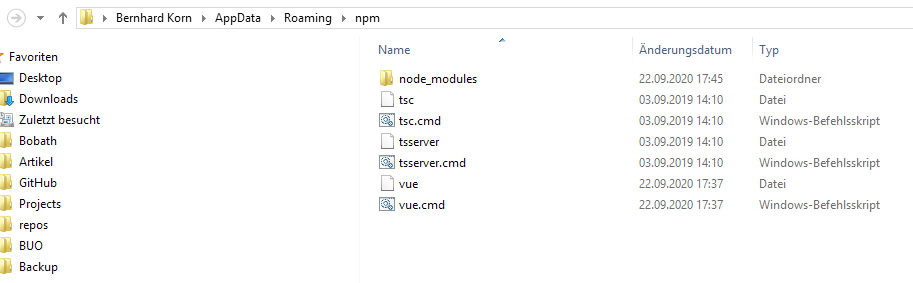 Bernhard Korn AppData Roaming npm
Favoriten
Desktop
Downloads
Zuletzt besucht
Bobath
Artikel
GitHub
Projects
repos
BUO
Backup
Name Änderungsdatum Typ
node_modules 22.09.2020 17:45 Dateiordner
tsc 03.09.2019 14:10 Datei
tsc.cmd 03.09.2019 14:10 Windows-Befehlsskript
tsserver 03.09.2019 14:10 Datei
tsserver.cmd 03.09.2019 14:10 Windows-Befehlsskript
vue 22.09.2020 17:37 Datei
vue.cmd 22.09.2020 17:37 Windows-Befehlsskript